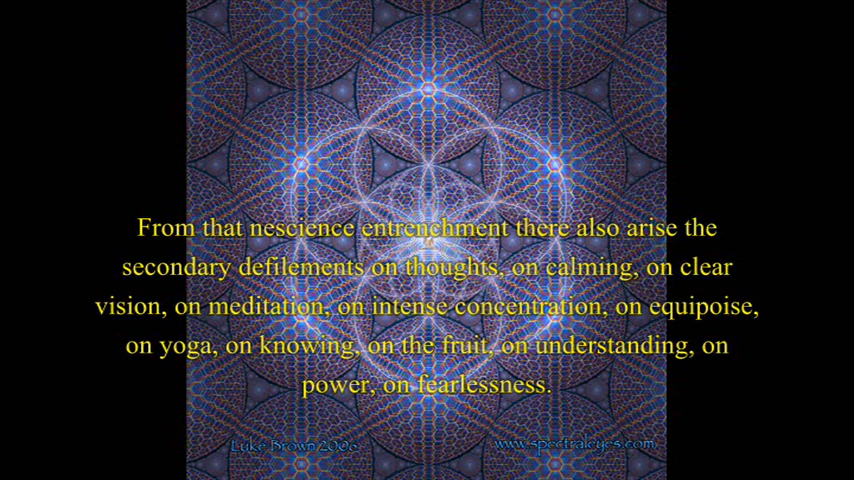 From that nescience entrenchment there also arise the
secondary defilements on thoughts, on calming, on clear
vision, on meditation, on intense concentration, on equipoise,
on yoga, on knowing, on the fruit, on understanding, on
power, on fearlessness.
Luke Brown 2006
www.spectraleyes.com